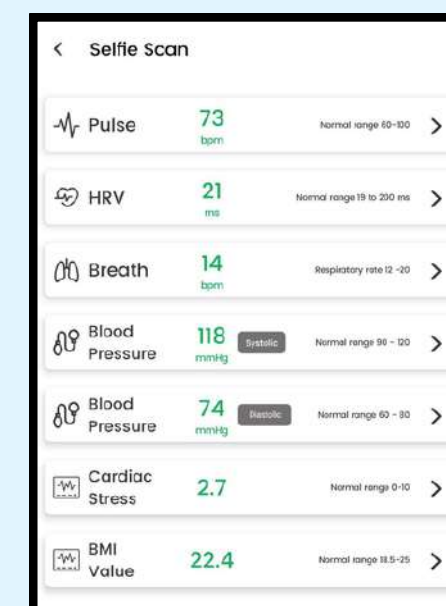 Selfie Scan
Pulse 73 Normal range 60-100
bpm
HRV 21 Normal range 19 to 200 ms
ms
Breath 14 Respiratory rate 12 -20
bpm
Blood Pressure 118 Systolic Normal range 90 - 120
mmHg
Blood Pressure 74 Diastolic Normal range 60 - 80
mmHg
Cardiac Stress 2.7 Normal range 0-10
BMI Value 22.4 Normal range 18.5-25